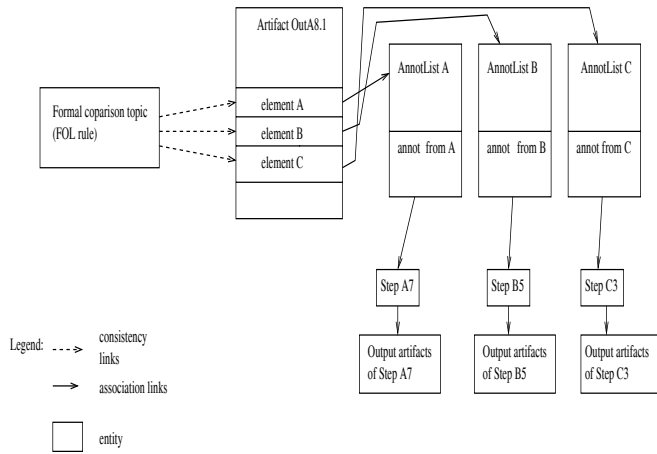 Artifact OutA8.1
AnnotList A
AnnotList B
AnnotList C
Formal coparison topic
(FOL rule)
element A
element B
element C
annot from A
annot from B
annot from C
Step A7
Step B5
Step C3
Output artifacts
of Step A7
Output artifacts
of Step B5
Output artifacts
of Step C3
Legend:
consistency
links
association links
entity